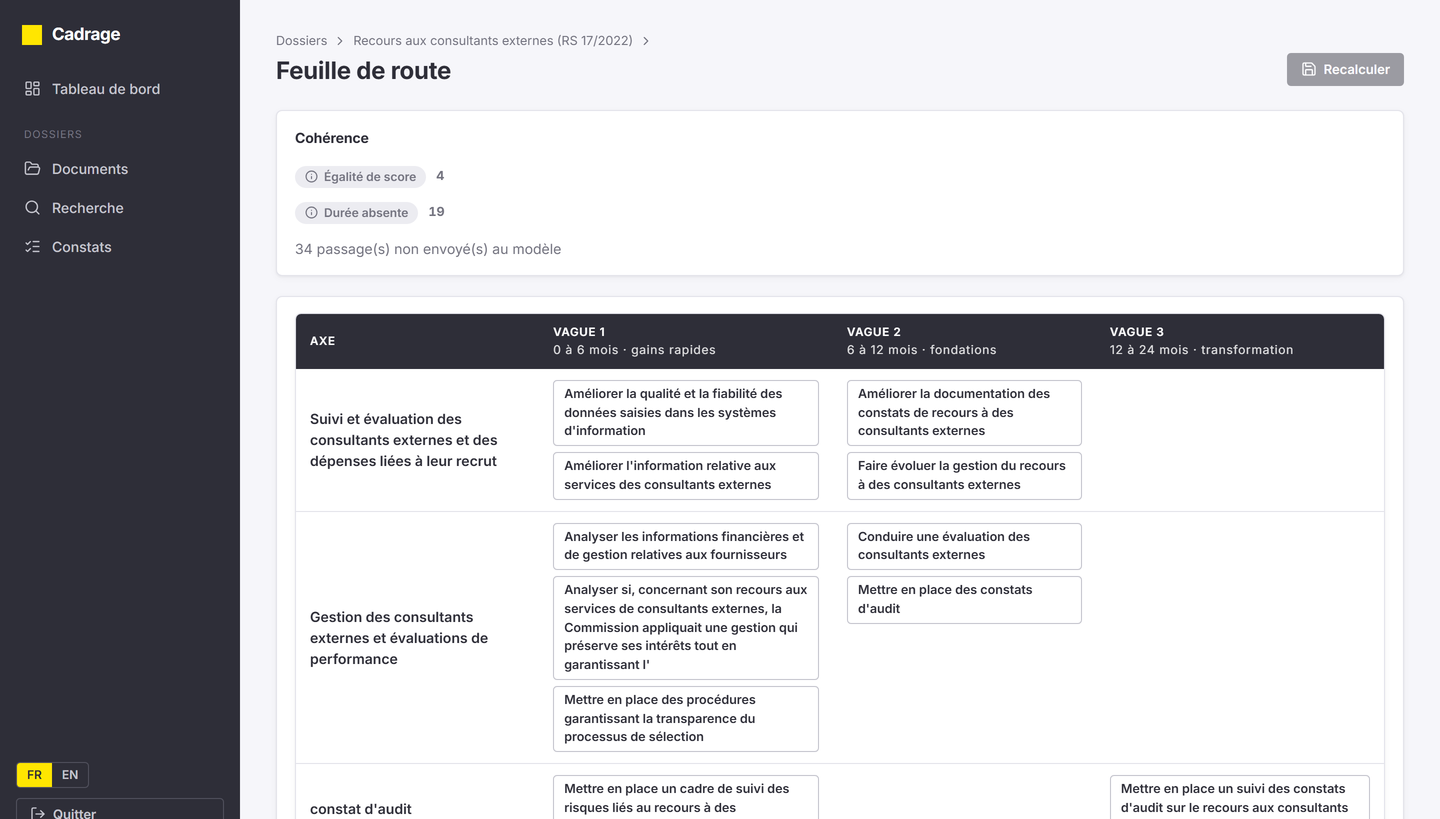 Cadrage
Tableau de bord
DOSSIERS
Documents
Recherche
Constats
FR EN
Quitter
Dossiers > Recours aux consultants externes (RS 17/2022) >
Feuille de route
Recalculer
Cohérence
Égalité de score 4
Durée absente 19
34 passage(s) non envoyé(s) au modèle
AXE
VAGUE 1
0 à 6 mois · gains rapides
VAGUE 2
6 à 12 mois · fondations
VAGUE 3
12 à 24 mois · transformation
Suivi et évaluation des
consultants externes et des
dépenses liées à leur recrut
Améliorer la qualité et la fiabilité des
données saisies dans les systèmes
d'information
Améliorer l'information relative aux
services des consultants externes
Améliorer la documentation des
constats de recours à des
consultants externes
Faire évoluer la gestion du recours
à des consultants externes
Gestion des consultants
externes et évaluations de
performance
Analyser les informations financières et
de gestion relatives aux fournisseurs
Analyser si, concernant son recours aux
services de consultants externes, la
Commission appliquait une gestion qui
préserve ses intérêts tout en
garantissant l'
Mettre en place des procédures
garantissant la transparence du
processus de sélection
Conduire une évaluation des
consultants externes
Mettre en place des constats
d'audit
constat d'audit
Mettre en place un cadre de suivi des
risques liés au recours à des
Mettre en place un suivi des constats
d'audit sur le recours aux consultants